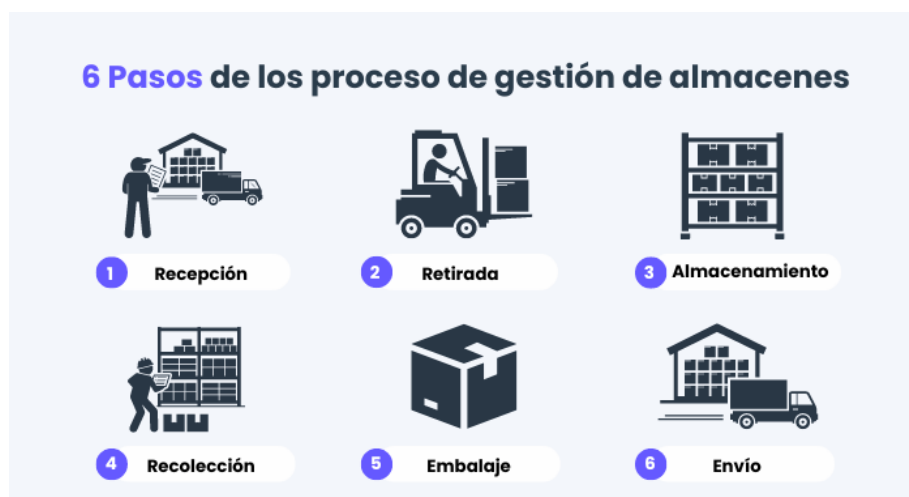 6 Pasos de los proceso de gestión de almacenes
1 Recepción
2 Retirada
3 Almacenamiento
4 Recolección
5 Embalaje
6 Envío